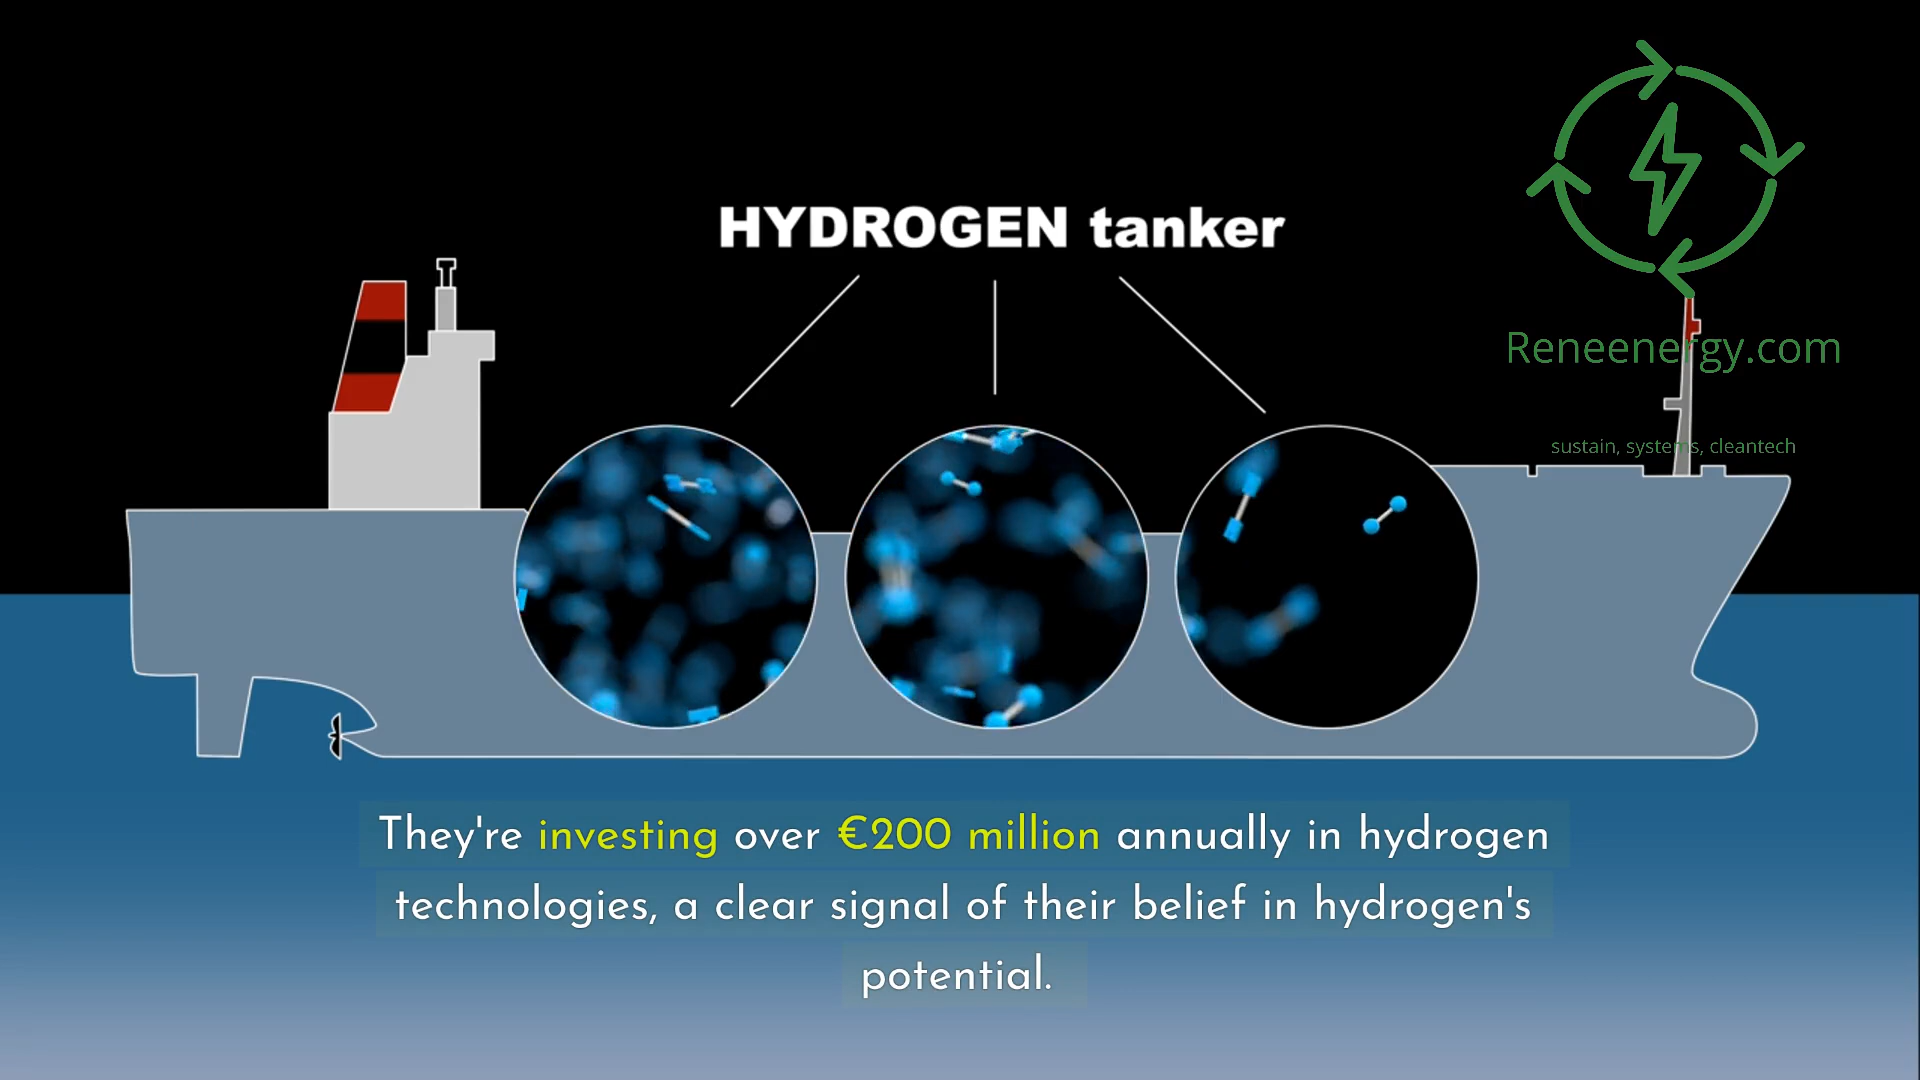 HYDROGEN tanker
Reneenergy.com
sustain, systems, cleantech
They're investing over €200 million annually in hydrogen
technologies, a clear signal of their belief in hydrogen's
potential.